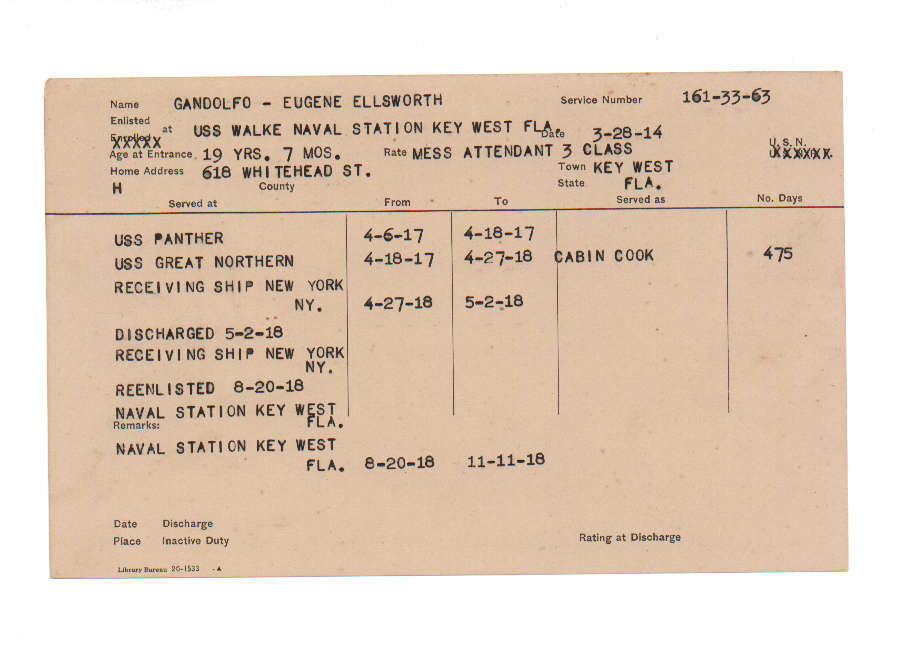 Name GANDOLFO - EUGENE ELLSWORTH Service Number 161-33-63
Enlisted
Enrolled at USS WALKE NAVAL STATION KEY WEST FLA. Date 3-28-14
XXXXX
Age at Entrance, 19 YRS. 7 MOS. Rate MESS ATTENDANT 3 CLASS U.S.N.
Home Address 618 WHITEHEAD ST. Town KEY WEST
H County State FLA.
Served at From To Served as No. Days
USS PANTHER 4-6-17 4-18-17
USS GREAT NORTHERN 4-18-17 4-27-18 CABIN COOK 475
RECEIVING SHIP NEW YORK
NY. 4-27-18 5-2-18
DISCHARGED 5-2-18
RECEIVING SHIP NEW YORK
NY.
REENLISTED 8-20-18
NAVAL STATION KEY WEST
Remarks: FLA.
NAVAL STATION KEY WEST
FLA. 8-20-18 11-11-18
Date Discharge
Place Inactive Duty Rating at Discharge
Library Bureau 26-1533 -A